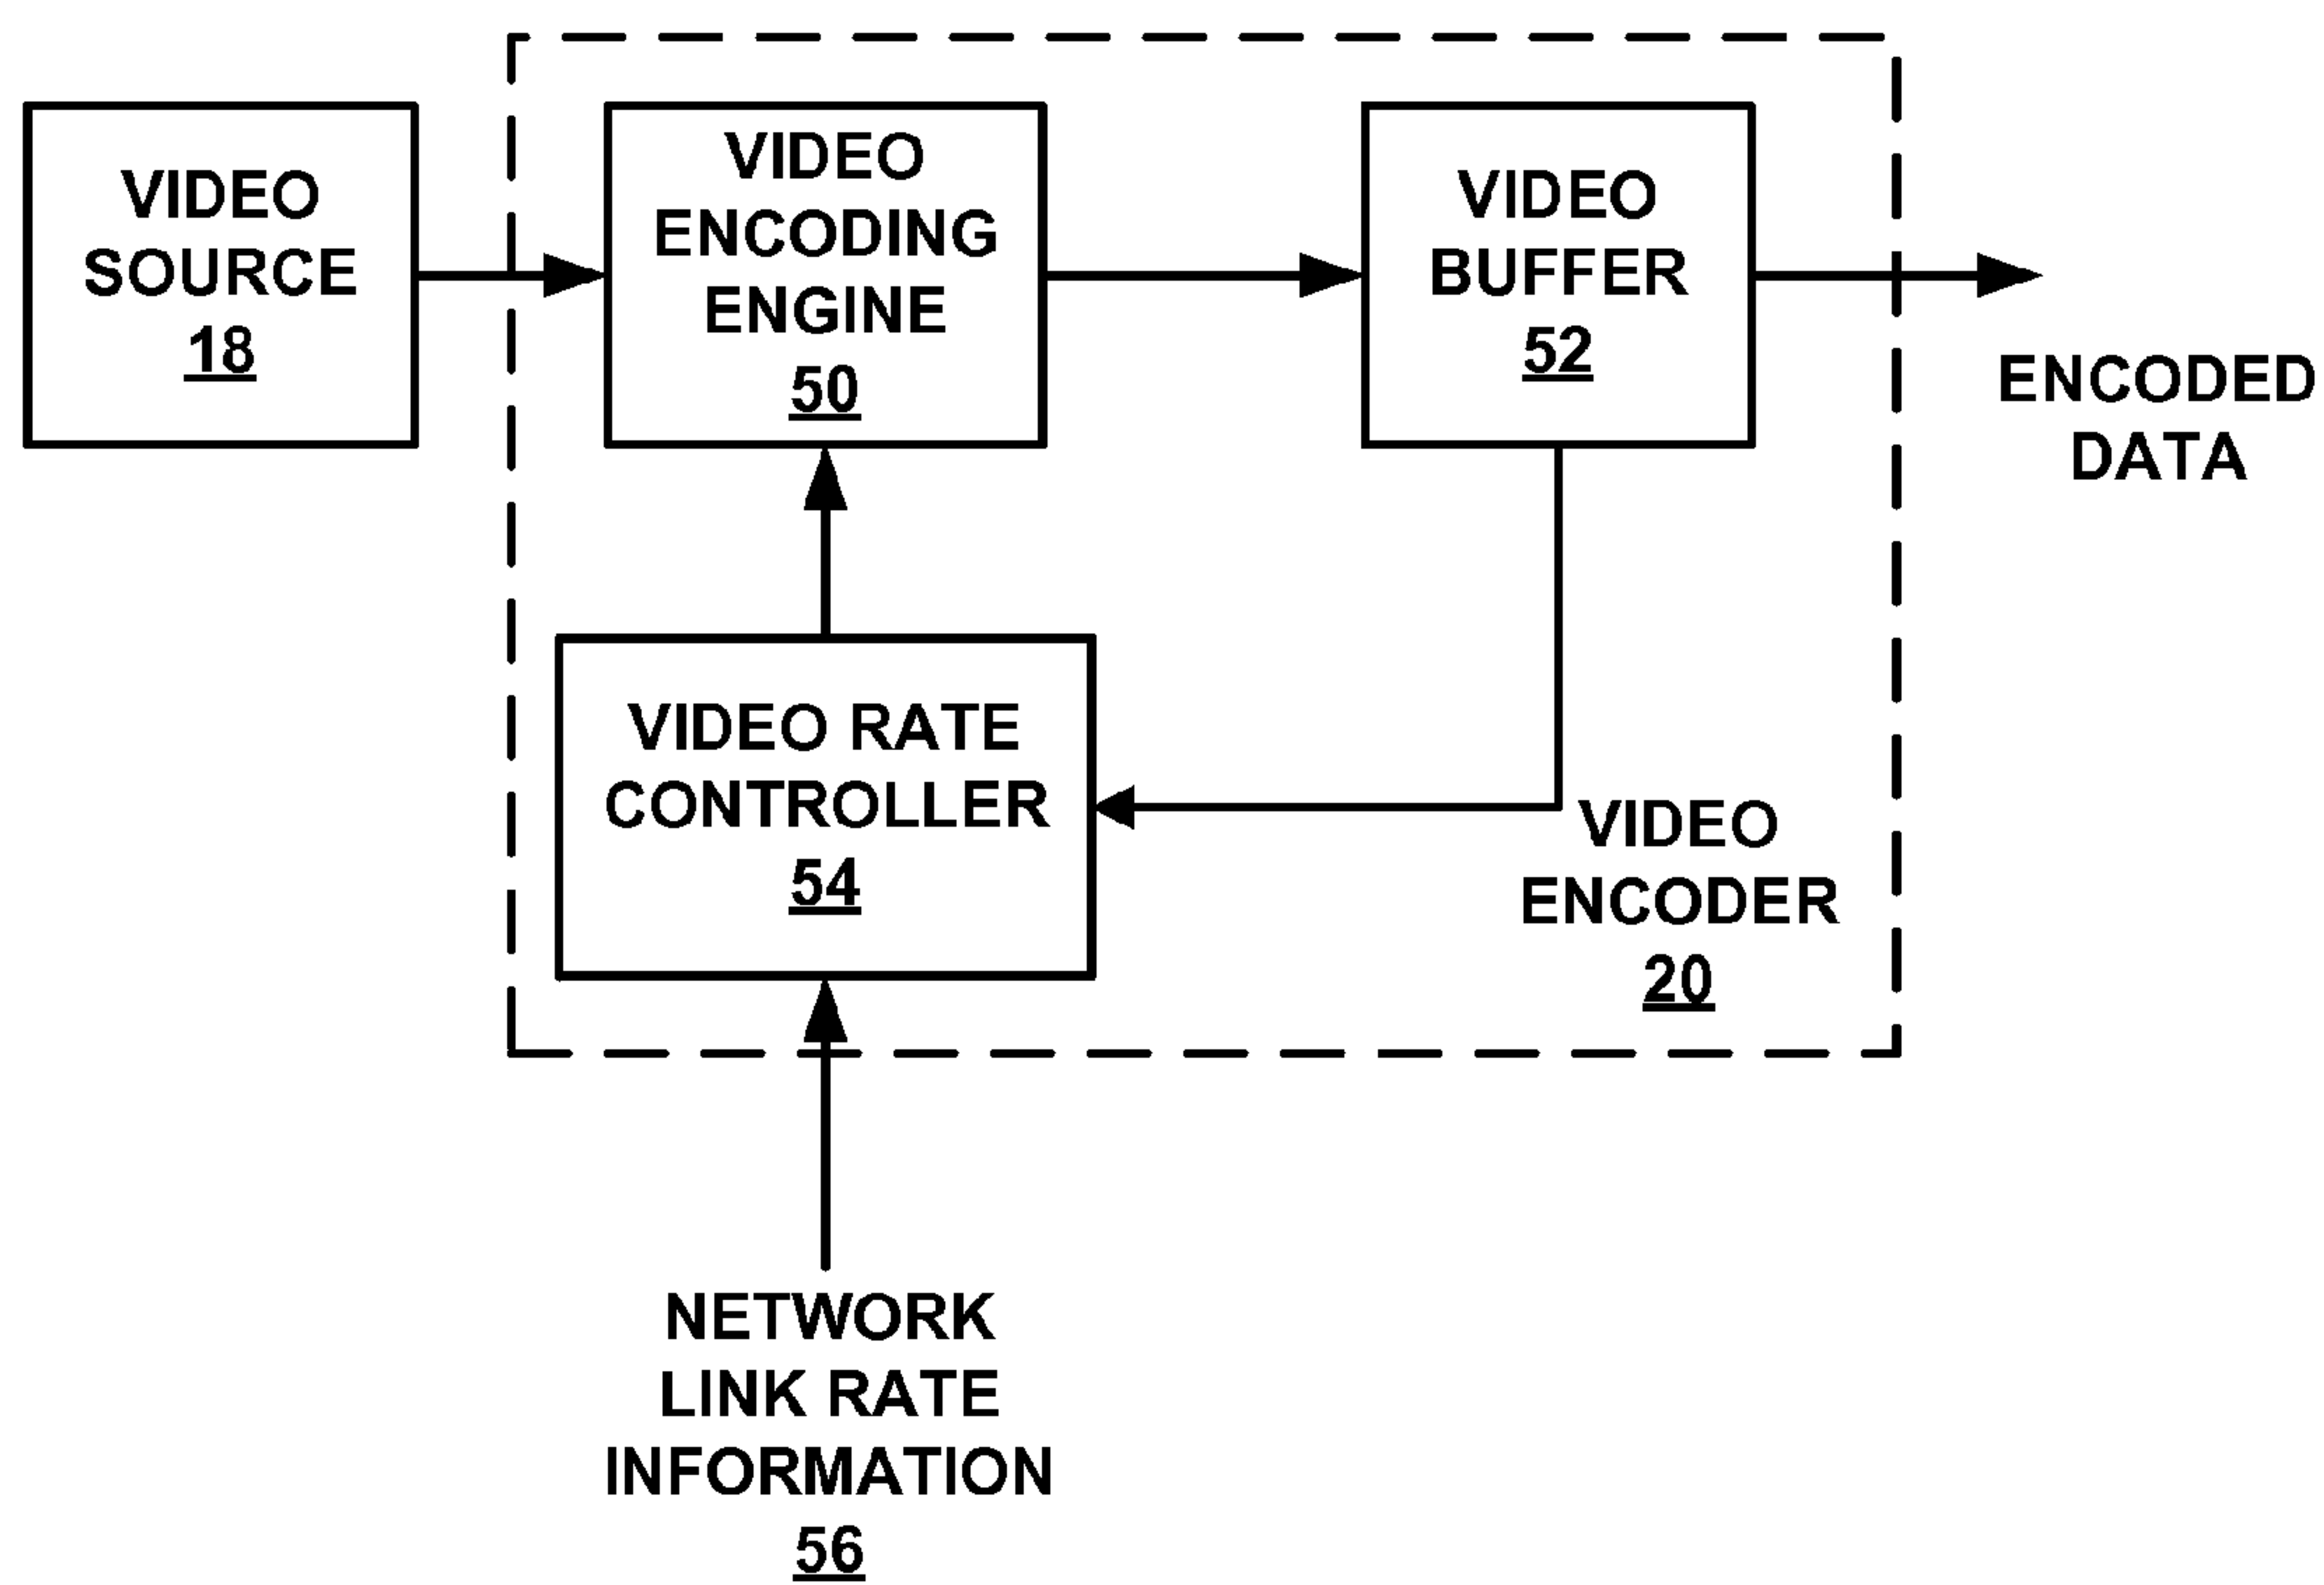 VIDEO
SOURCE
18
VIDEO
ENCODING
ENGINE
50
VIDEO
BUFFER
52
ENCODED
DATA
VIDEO RATE
CONTROLLER
54
VIDEO
ENCODER
20
NETWORK
LINK RATE
INFORMATION
56